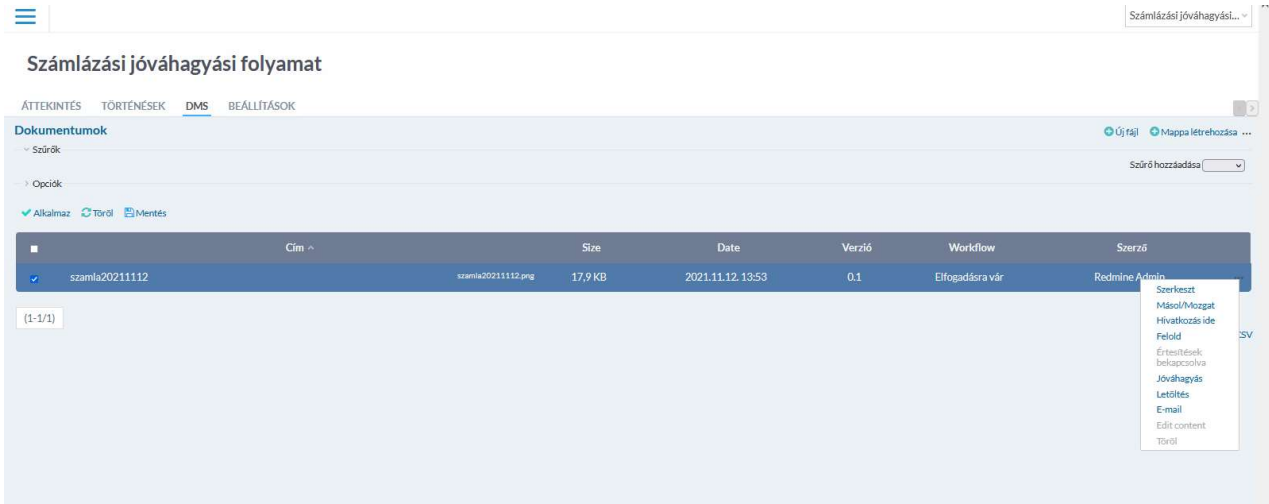 Számlázási jóváhagyási...
Számlázási jóváhagyási folyamat
ÁTTEKINTÉS TÖRTÉNÉSEK DMS BEÁLLÍTÁSOK
Dokumentumok
Új fájl Mappa létrehozása ...
Szűrők
Szűrő hozzáadása
Opciók
Alkalmaz Töröl Mentés
Cím Size Date Verzió Workflow Szerző
szamla20211112 szamla20211112.png 17,9 KB 2021.11.12. 13:53 0.1 Elfogadásra vár Redmine Admin
Szerkeszt
Másol/Mozgat
(1-1/1)
Hivatkozás ide
Felold
CSV
Értesítések
bekapcsolva
Jóváhagyás
Letöltés
E-mail
Edit content
Töröl